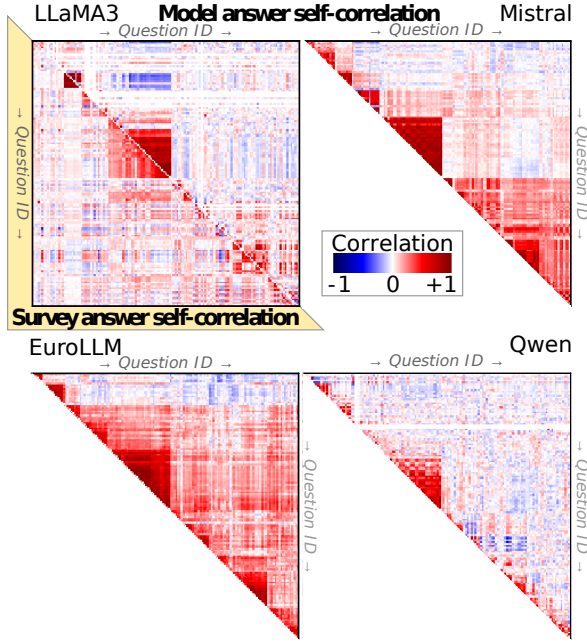 LLaMA3
Model answer self-correlation
Mistral
→ Question ID →
→ Question ID →
→ Question ID →
→ Question ID →
Correlation
-1 0 +1
Survey answer self-correlation
EuroLLM
Qwen
→ Question ID →
→ Question ID →
→ Question ID →
→ Question ID →